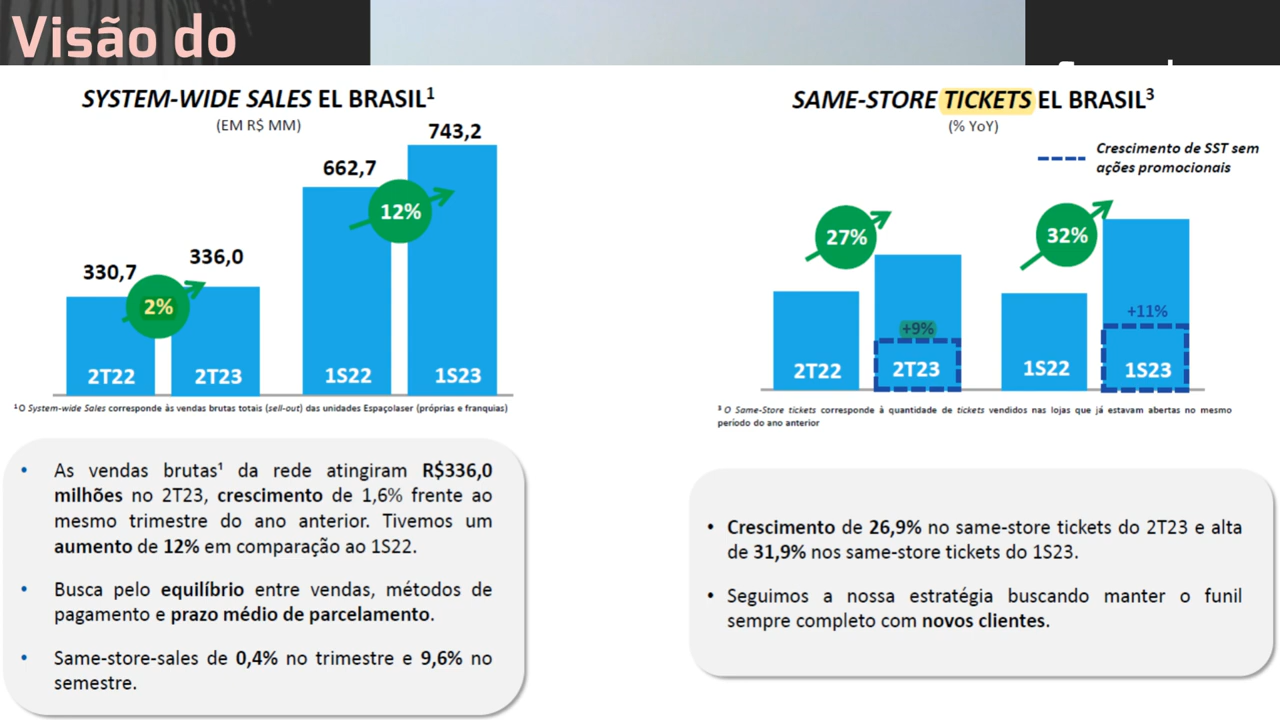 Visão do
SYSTEM-WIDE SALES EL BRASIL¹
(EM R$ MM)
743,2
662,7
12%
336,0
330,7
2%
2T22
2T23
1S22
1S23
¹O System-wide Sales corresponde às vendas brutas totais (sell-out) das unidades Espaçolaser (próprias e franquias)
• As vendas brutas¹ da rede atingiram R$336,0
milhões no 2T23, crescimento de 1,6% frente ao
mesmo trimestre do ano anterior. Tivemos um
aumento de 12% em comparação ao 1S22.
• Busca pelo equilíbrio entre vendas, métodos de
pagamento e prazo médio de parcelamento.
• Same-store-sales de 0,4% no trimestre e 9,6% no
semestre.
SAME-STORE TICKETS EL BRASIL³
(% YoY)
Crescimento de SST sem
ações promocionais
27%
32%
+9%
+11%
2T22
2T23
1S22
1S23
³ O Same-Store tickets corresponde à quantidade de tickets vendidos nas lojas que já estavam abertas no mesmo
período do ano anterior
• Crescimento de 26,9% no same-store tickets do 2T23 e alta
de 31,9% nos same-store tickets do 1S23.
• Seguimos a nossa estratégia buscando manter o funil
sempre completo com novos clientes.